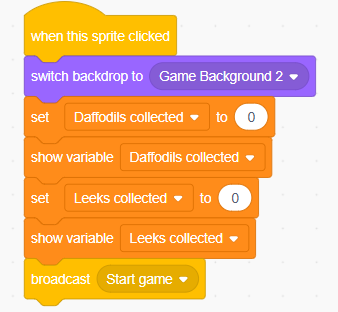 when this sprite clicked
switch backdrop to Game Background 2
set Daffodils collected to 0
show variable Daffodils collected
set Leeks collected to 0
show variable Leeks collected
broadcast Start game